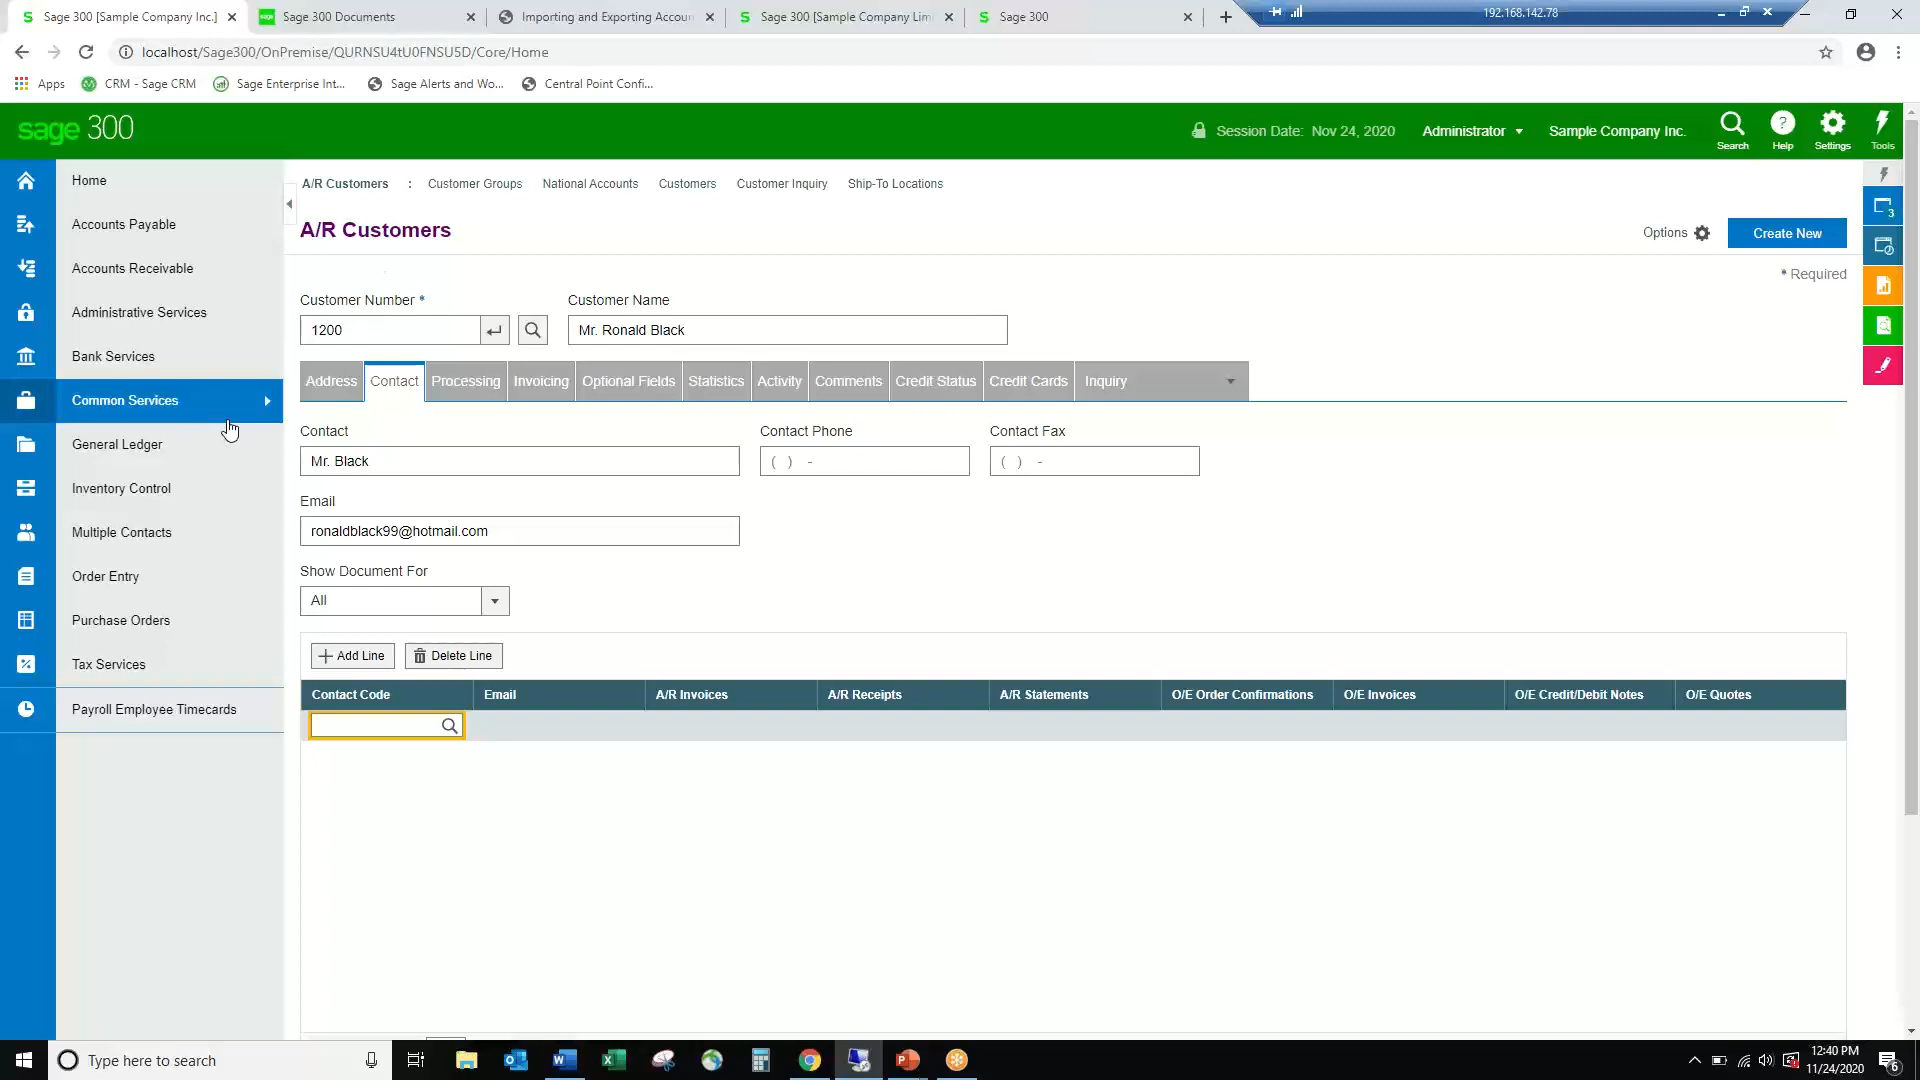 Sage 300 [Sample Company Inc.]
Sage 300 Documents
Importing and Exporting Accoun
Sage 300 [Sample Company Lim
Sage 300
192.168.142.78
localhost/Sage300/OnPremise/QURNSU4tU0FNSU5D/Core/Home
Apps
CRM - Sage CRM
Sage Enterprise Int...
Sage Alerts and Wo...
Central Point Confi...
sage 300
Session Date: Nov 24, 2020
Administrator
Sample Company Inc.
Search
Help
Settings
Tools
Home
Accounts Payable
Accounts Receivable
Administrative Services
Bank Services
Common Services
General Ledger
Inventory Control
Multiple Contacts
Order Entry
Purchase Orders
Tax Services
Payroll Employee Timecards
A/R Customers : Customer Groups National Accounts Customers Customer Inquiry Ship-To Locations
A/R Customers
Options
Create New
* Required
3
Customer Number *
Customer Name
1200
Mr. Ronald Black
Address Contact Processing Invoicing Optional Fields Statistics Activity Comments Credit Status Credit Cards Inquiry
Contact
Contact Phone
Contact Fax
Mr. Black
( ) -
( ) -
Email
ronaldblack99@hotmail.com
Show Document For
All
Add Line
Delete Line
Contact Code Email A/R Invoices A/R Receipts A/R Statements O/E Order Confirmations O/E Invoices O/E Credit/Debit Notes O/E Quotes
Type here to search
12:40 PM
11/24/2020
6